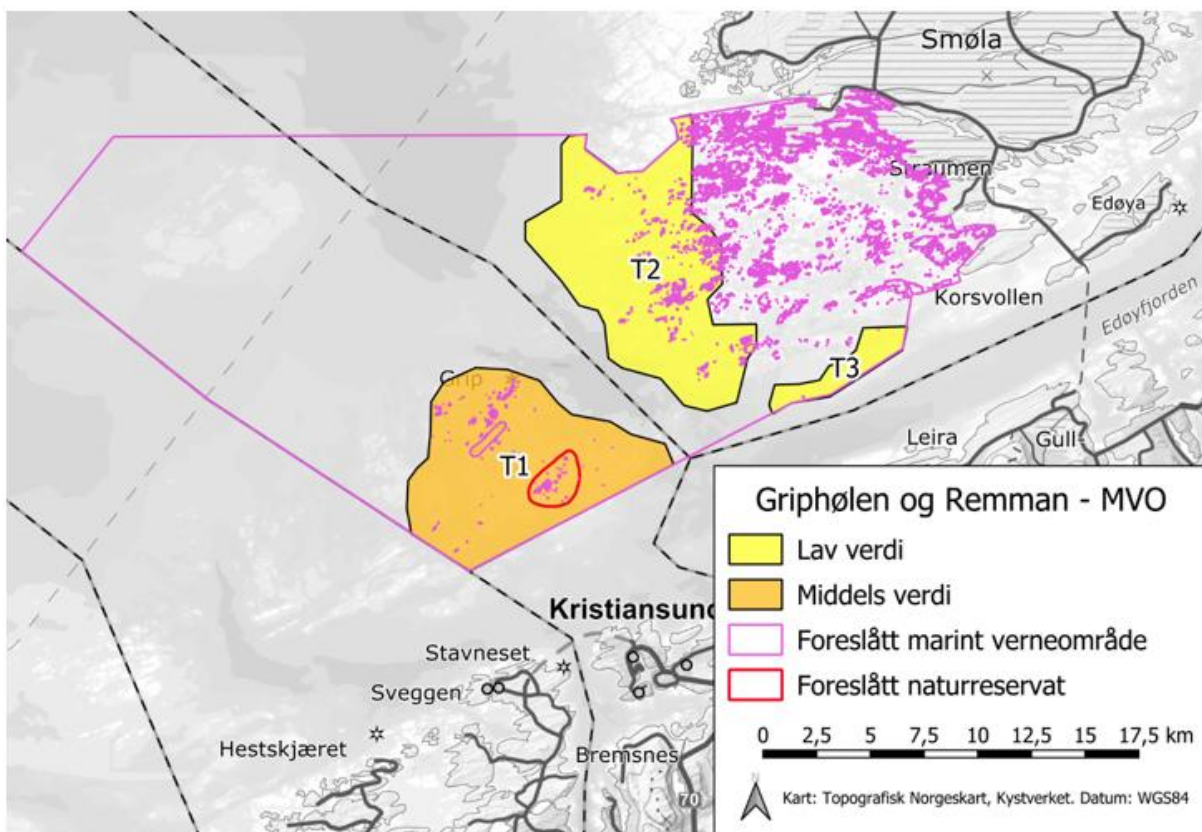 Smøla
Straumen
Edøya
T2
Korsvollen
Edøyfjorden
T3
Grip
T1
Leira
Gull-
Kristiansund
Stavneset
Sveggen
Hestskjæret
Bremsnes
70
Griphølen og Remman - MVO
Lav verdi
Middels verdi
Foreslått marint verneområde
Foreslått naturreservat
0 2,5 5 7,5 10 12,5 15 17,5 km
N
Kart: Topografisk Norgeskart, Kystverket. Datum: WGS84